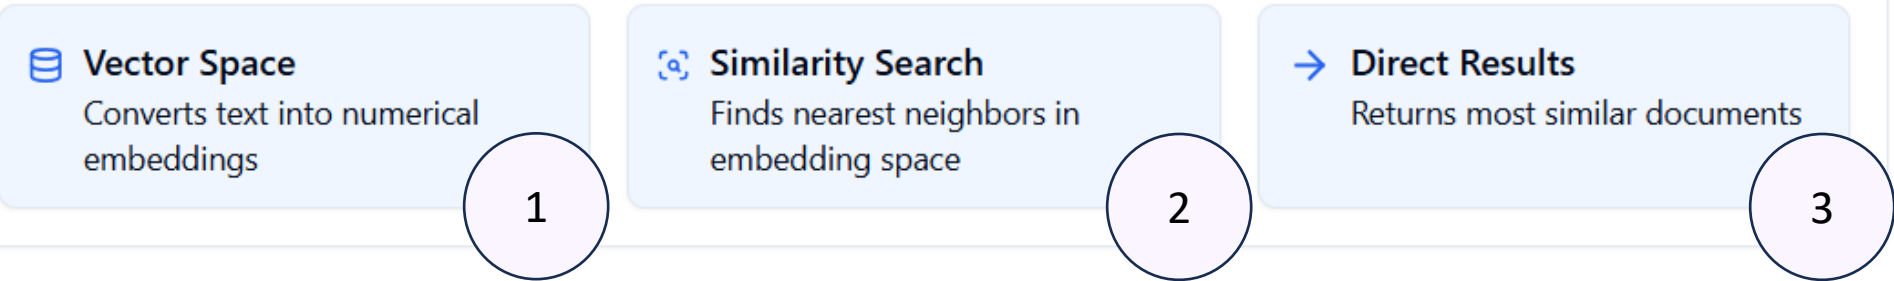 Vector Space
Converts text into numerical
embeddings
1
Similarity Search
Finds nearest neighbors in
embedding space
2
Direct Results
Returns most similar documents
3